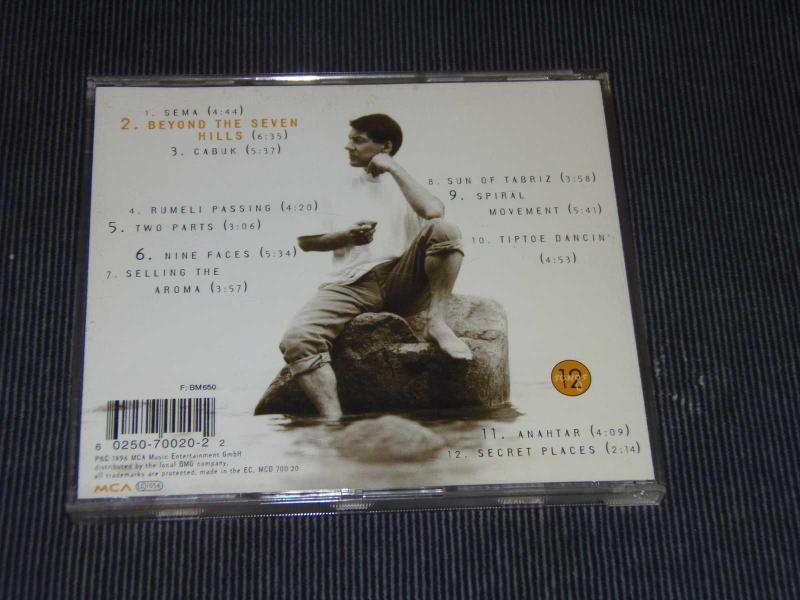 1. SEMA (4:44)
2. BEYOND THE SEVEN
HILLS (6:35)
3. CABUK (5:37)
4. RUMELI PASSING (4:20)
5. TWO PARTS (3:06)
6. NINE FACES (5:34)
7. SELLING THE
AROMA (3:57)
8. SUN OF TABRIZ (3:58)
9. SPIRAL
MOVEMENT (5:41)
10. TIPTOE DANCIN'
(4:53)
12 SONGS
11. ANAHTAR (4:09)
12. SECRET PLACES (2:14)
F: BM650
6 0250-70020-2 2
P&C 1996 MCA Music Entertainment GmbH
distributed by the local BMG company,
all trademarks are protected. made in the EC. MCD 700 20
MCA LC 1056